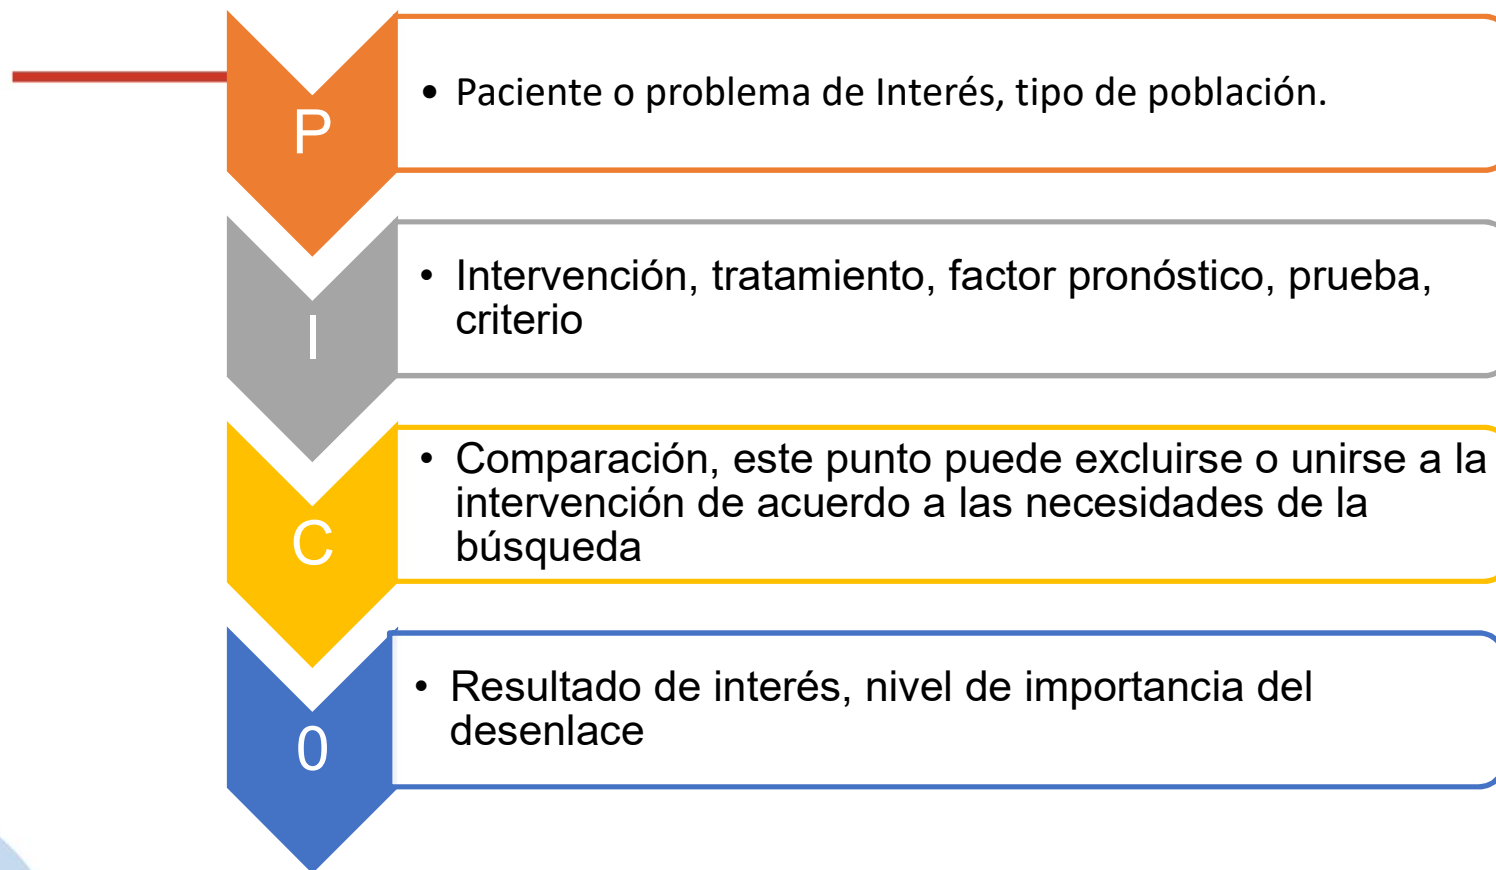 P
• Paciente o problema de Interés, tipo de población.
I
• Intervención, tratamiento, factor pronóstico, prueba,
criterio
C
• Comparación, este punto puede excluirse o unirse a la
intervención de acuerdo a las necesidades de la
búsqueda
0
• Resultado de interés, nivel de importancia del
desenlace